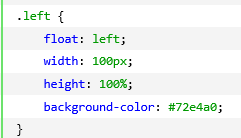 .left {
    float: left;
    width: 100px;
    height: 100%;
    background-color: #72e4a0;
}